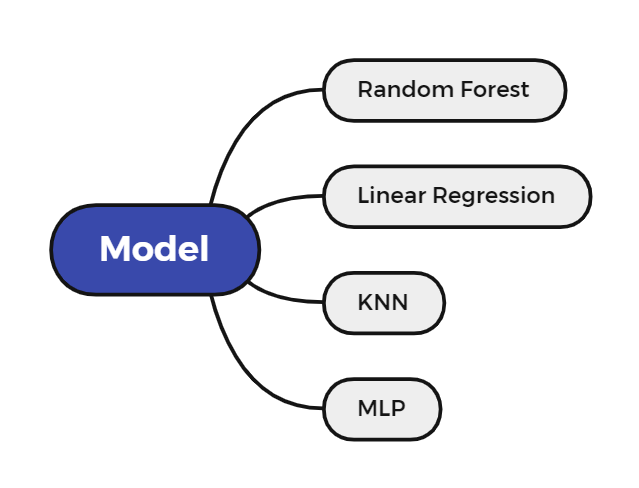 Random Forest
Linear Regression
Model
KNN
MLP